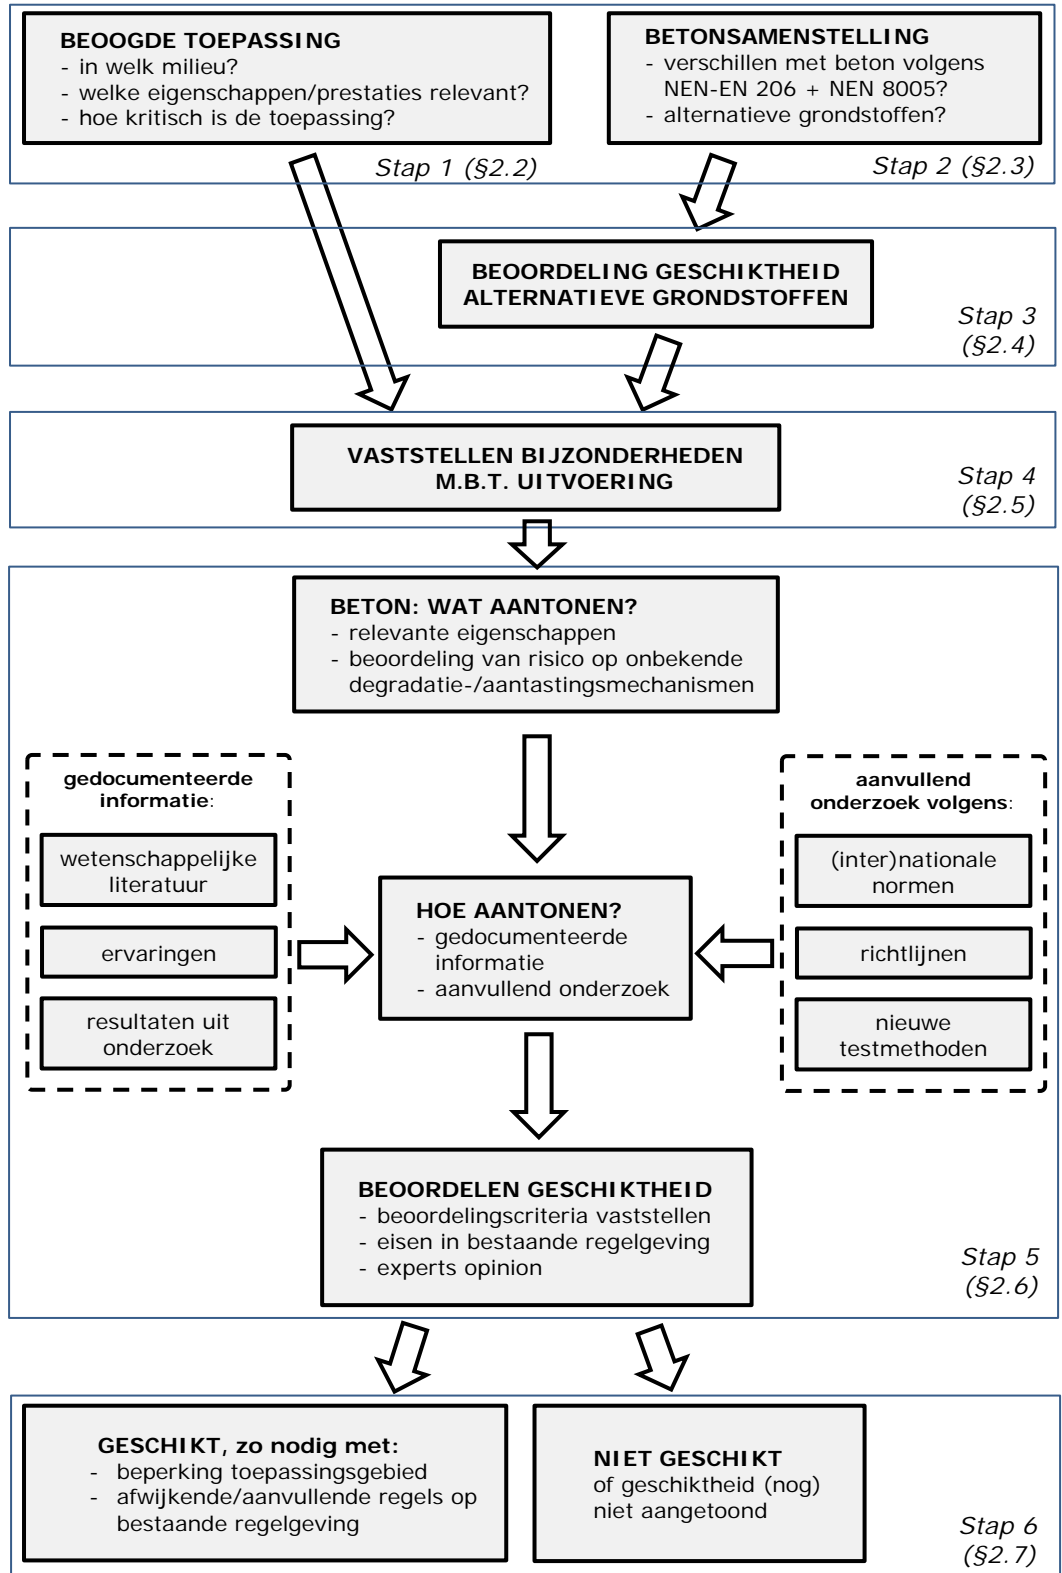 BEOOGDE TOEPASSING
- in welk milieu?
- welke eigenschappen/prestaties relevant?
- hoe kritisch is de toepassing?
Stap 1 (§2.2)
BETONSAMENSTELLING
- verschillen met beton volgens
NEN-EN 206 + NEN 8005?
- alternatieve grondstoffen?
Stap 2 (§2.3)
BEOORDELING GESCHIKTHEID
ALTERNATIEVE GRONDSTOFFEN
Stap 3
(§2.4)
VASTSTELLEN BIJZONDERHEDEN
M.B.T. UITVOERING
Stap 4
(§2.5)
BETON: WAT AANTONEN?
- relevante eigenschappen
- beoordeling van risico op onbekende
degradatie-/aantastingsmechanismen
gedocumenteerde
informatie:
wetenschappelijke
literatuur
ervaringen
resultaten uit
onderzoek
HOE AANTONEN?
- gedocumenteerde
informatie
- aanvullend onderzoek
aanvullend
onderzoek volgens:
(inter)nationale
normen
richtlijnen
nieuwe
testmethoden
BEOORDELEN GESCHIKTHEID
- beoordelingscriteria vaststellen
- eisen in bestaande regelgeving
- experts opinion
Stap 5
(§2.6)
GESCHIKT, zo nodig met:
- beperking toepassingsgebied
- afwijkende/aanvullende regels op
bestaande regelgeving
NIET GESCHIKT
of geschiktheid (nog)
niet aangetoond
Stap 6
(§2.7)